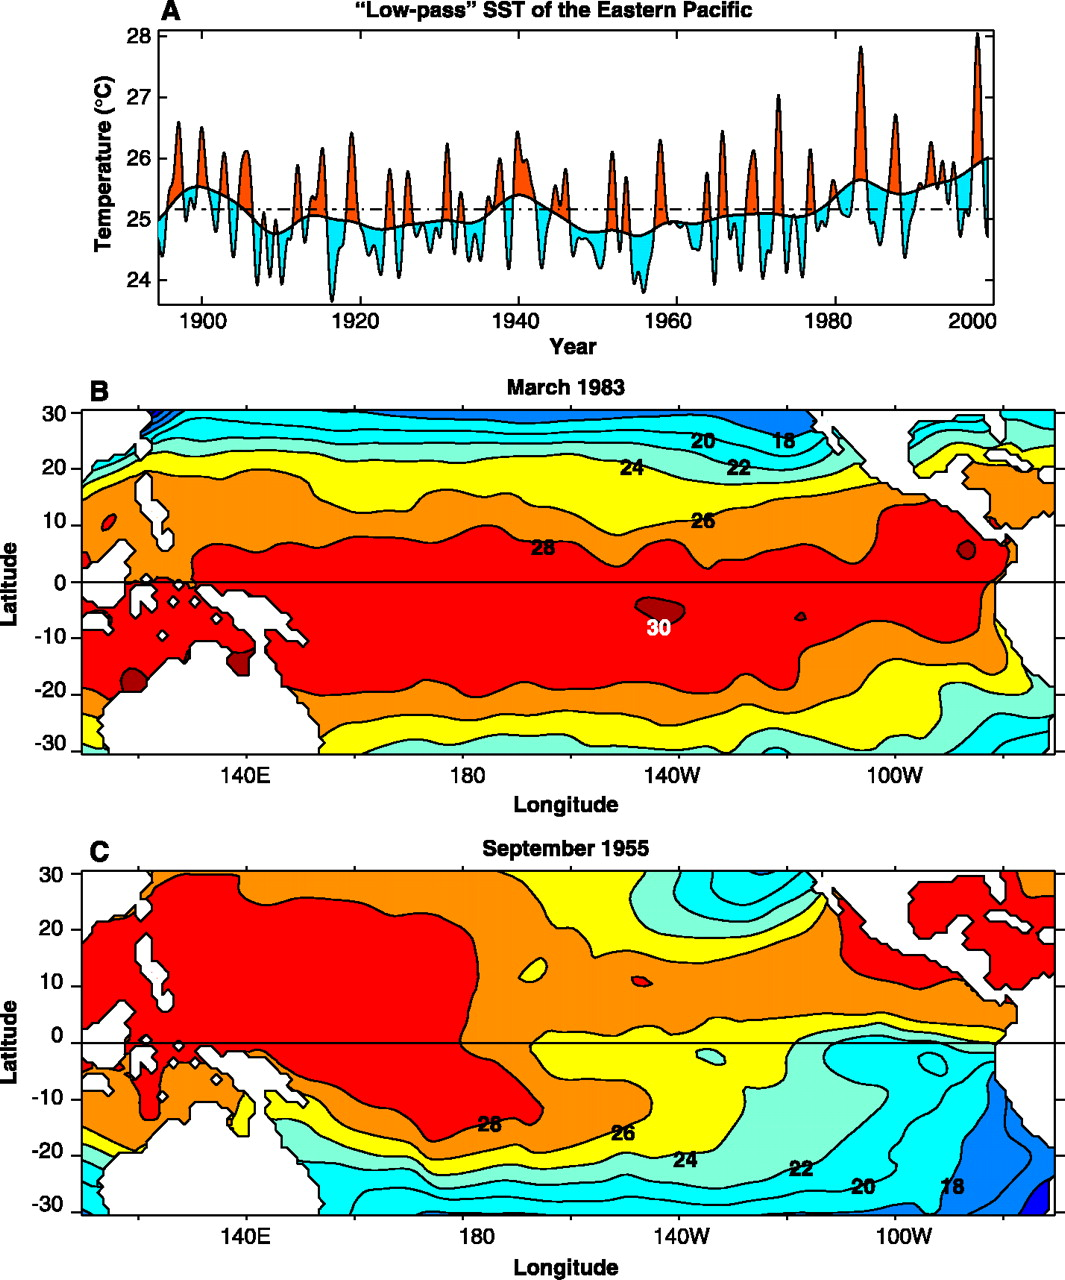 A "Low-pass" SST of the Eastern Pacific
Temperature (°C)
28
27
26
25
24
1900 1920 1940 1960 1980 2000
Year
B March 1983
Latitude
30
20
10
0
-10
-20
-30
20 18
24 22
26
28
30
140E 180 140W 100W
Longitude
C September 1955
Latitude
30
20
10
0
-10
-20
-30
28 26
24 22
20 18
140E 180 140W 100W
Longitude